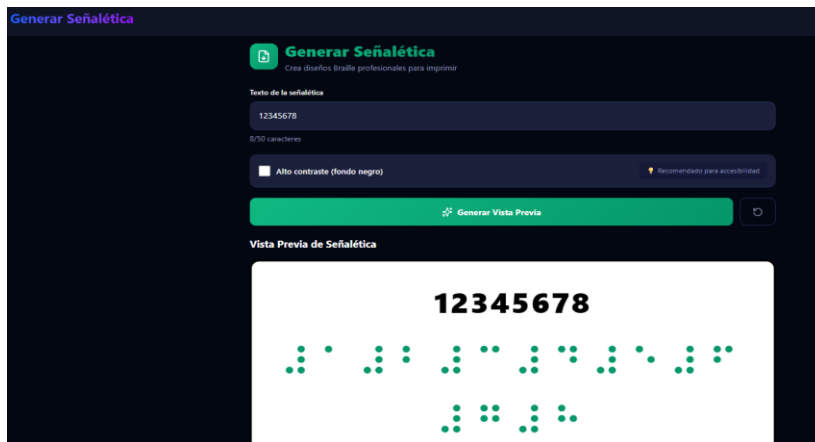 Generar Señalética
Generar Señalética
Crea diseños Braille profesionales para imprimir
Texto de la señalética
12345678
8/50 caracteres
Alto contraste (fondo negro)
💡 Recomendado para accesibilidad
Generar Vista Previa
Vista Previa de Señalética
12345678
⠼⠁⠼⠃⠼⠉⠼⠙⠼⠑⠼⠋
⠼⠛⠼⠓